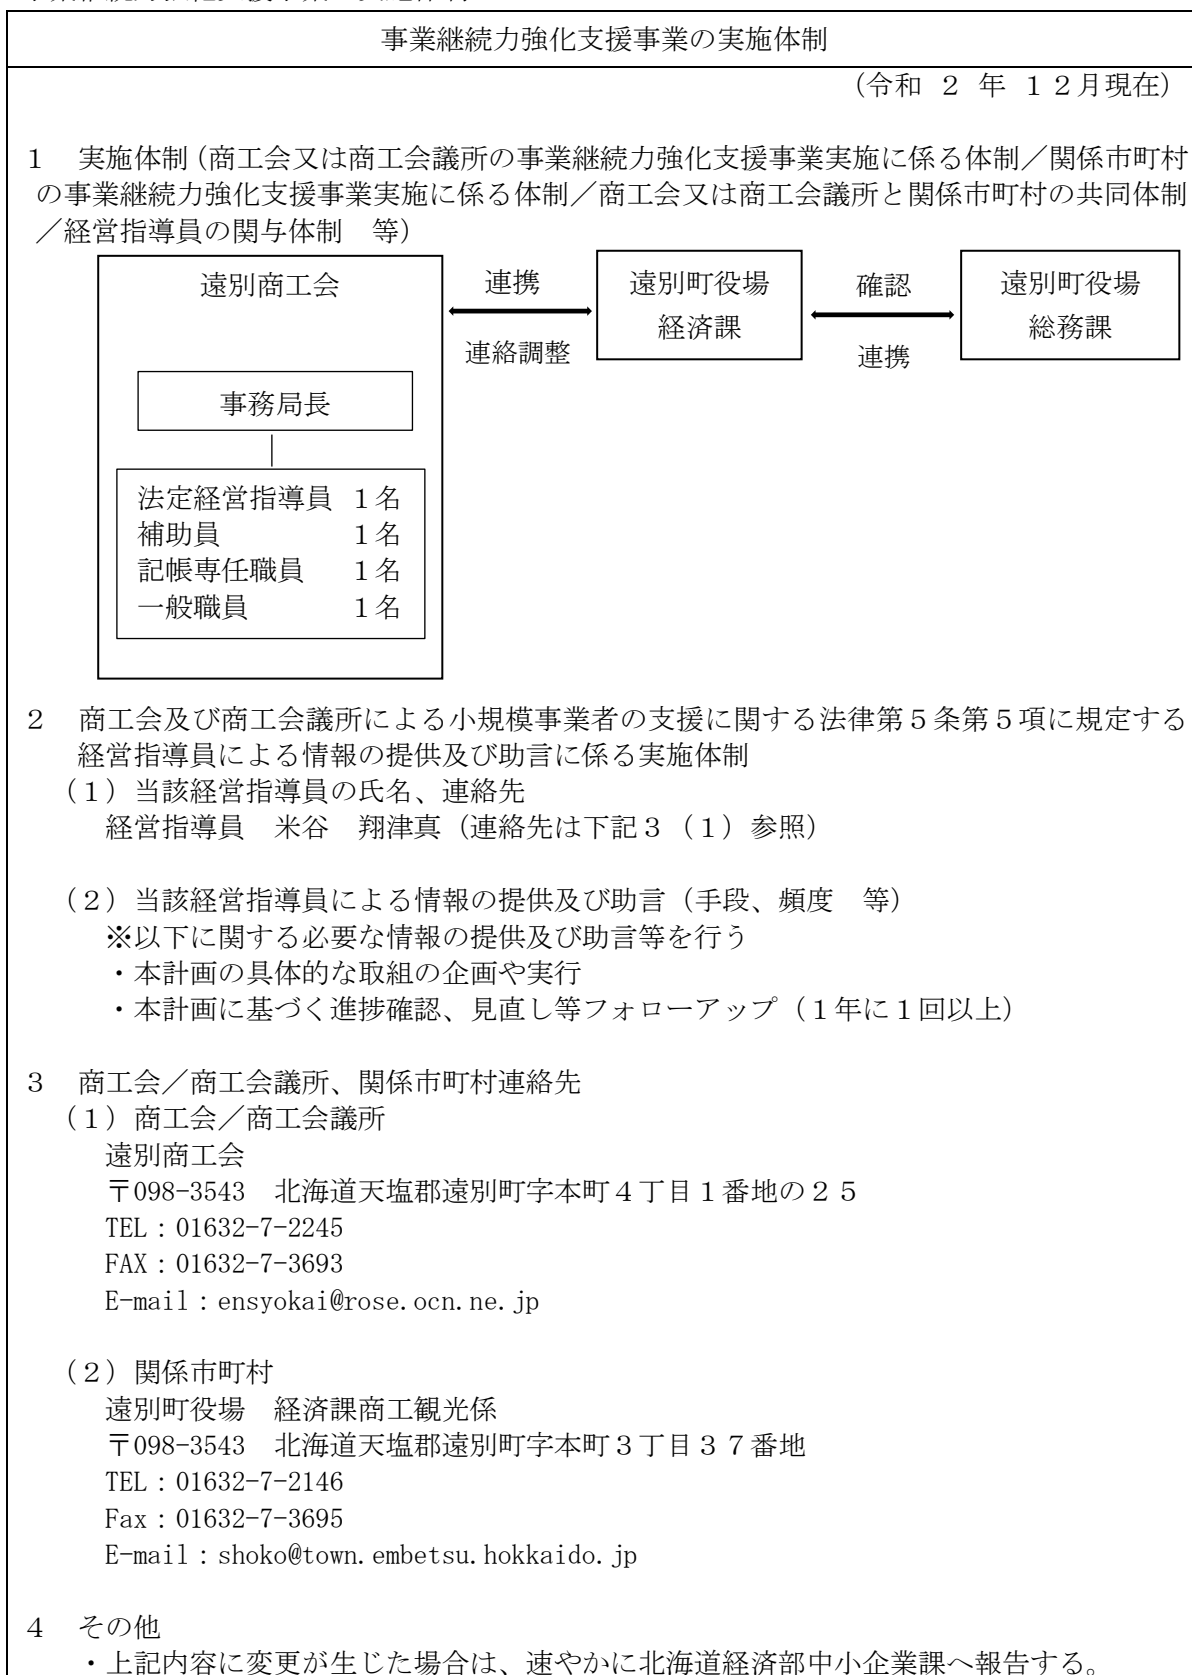 事業継続力強化支援事業の実施体制
（令和 ２ 年 １２月現在）
１　実施体制（商工会又は商工会議所の事業継続力強化支援事業実施に係る体制／関係市町村
の事業継続力強化支援事業実施に係る体制／商工会又は商工会議所と関係市町村の共同体制
／経営指導員の関与体制　等）
遠別商工会
事務局長
法定経営指導員　１名
補助員　１名
記帳専任職員　１名
一般職員　１名
連携
連絡調整
遠別町役場
経済課
確認
連携
遠別町役場
総務課
２　商工会及び商工会議所による小規模事業者の支援に関する法律第５条第５項に規定する
経営指導員による情報の提供及び助言に係る実施体制
（１）当該経営指導員の氏名、連絡先
経営指導員　米谷　翔津真（連絡先は下記３（１）参照）
（２）当該経営指導員による情報の提供及び助言（手段、頻度　等）
※以下に関する必要な情報の提供及び助言等を行う
・本計画の具体的な取組の企画や実行
・本計画に基づく進捗確認、見直し等フォローアップ（１年に１回以上）
３　商工会／商工会議所、関係市町村連絡先
（１）商工会／商工会議所
遠別商工会
〒098-3543　北海道天塩郡遠別町字本町４丁目１番地の２５
TEL：01632-7-2245
FAX：01632-7-3693
E-mail：ensyokai@rose.ocn.ne.jp
（２）関係市町村
遠別町役場　経済課商工観光係
〒098-3543　北海道天塩郡遠別町字本町３丁目３７番地
TEL：01632-7-2146
Fax：01632-7-3695
E-mail：shoko@town.embetsu.hokkaido.jp
４　その他
・上記内容に変更が生じた場合は、速やかに北海道経済部中小企業課へ報告する。